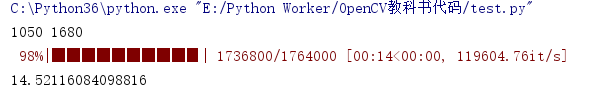 C:\Python36\python.exe "E:/Python Worker/OpenCV教科书代码/test.py"
1050 1680
98%|██████████| 1736800/1764000 [00:14<00:00, 119604.76it/s]
14.52116084098816